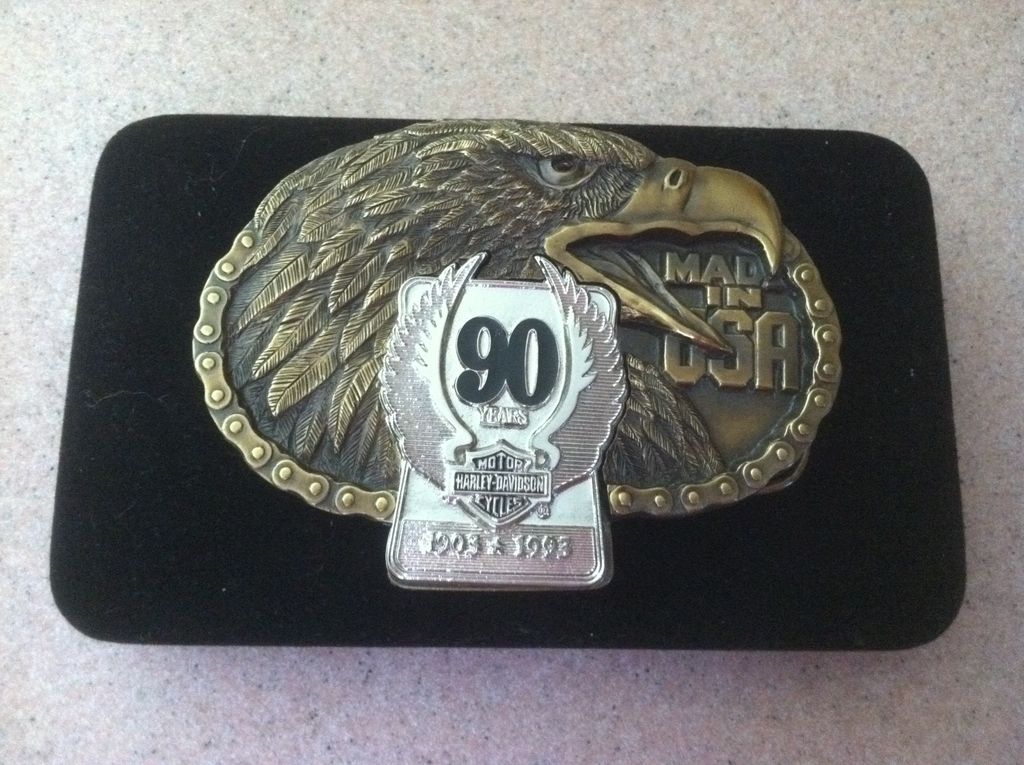 MADE
IN
USA
90
YEARS
MOTOR
HARLEY-DAVIDSON
CYCLES
®
1903 ★ 1993